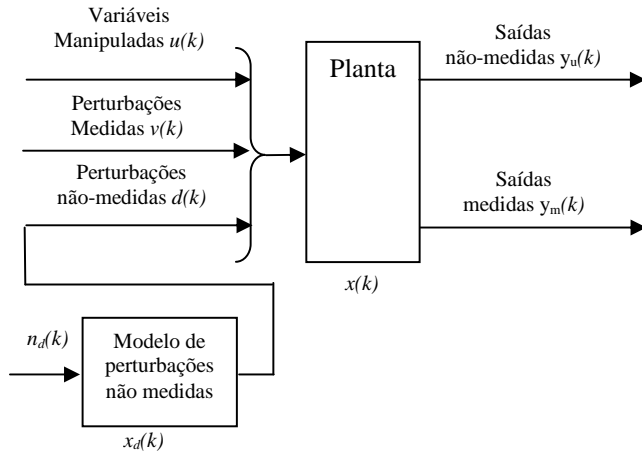 Variáveis
Manipuladas u(k)
Perturbações
Medidas v(k)
Perturbações
não-medidas d(k)
Planta
x(k)
Saídas
não-medidas yu(k)
Saídas
medidas ym(k)
nd(k)
Modelo de
perturbações
não medidas
xd(k)